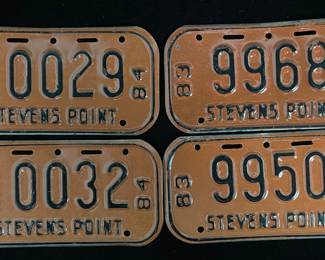 0029 84
STEVENS POINT
83 9968
STEVENS POINT
0032 84
STEVENS POINT
83 9950
STEVENS POINT